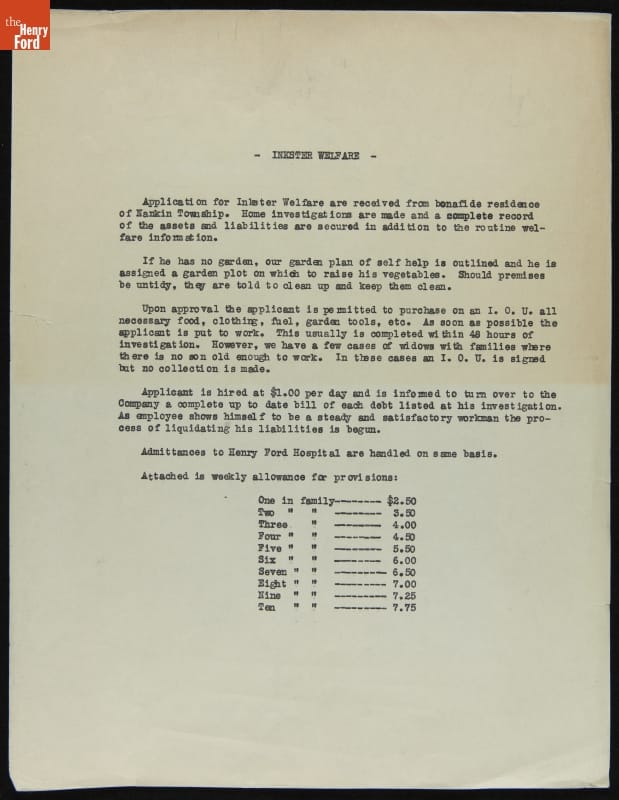 the
Henry
Ford
- INKSTER WELFARE -
Application for Inkster Welfare are received from bonafide residence
of Nankin Township. Home investigations are made and a complete record
of the assets and liabilities are secured in addition to the routine wel-
fare information.
If he has no garden, our garden plan of self help is outlined and he is
assigned a garden plot on which to raise his vegetables. Should premises
be untidy, they are told to clean up and keep them clean.
Upon approval the applicant is permitted to purchase on an I. O. U. all
necessary food, clothing, fuel, garden tools, etc. As soon as possible the
applicant is put to work. This usually is completed within 48 hours of
investigation. However, we have a few cases of widows with families where
there is no son old enough to work. In these cases an I. O. U. is signed
but no collection is made.
Applicant is hired at $1.00 per day and is informed to turn over to the
Company a complete up to date bill of each debt listed at his investigation.
As employee shows himself to be a steady and satisfactory workman the pro-
cess of liquidating his liabilities is begun.
Admittances to Henry Ford Hospital are handled on same basis.
Attached is weekly allowance for provisions:
One in family-------- $2.50
Two " " -------- 3.50
Three " -------- 4.00
Four " " -------- 4.50
Five " " --------- 5.50
Six " " --------- 6.00
Seven " " --------- 6.50
Eight " " --------- 7.00
Nine " " --------- 7.25
Ten " " --------- 7.75